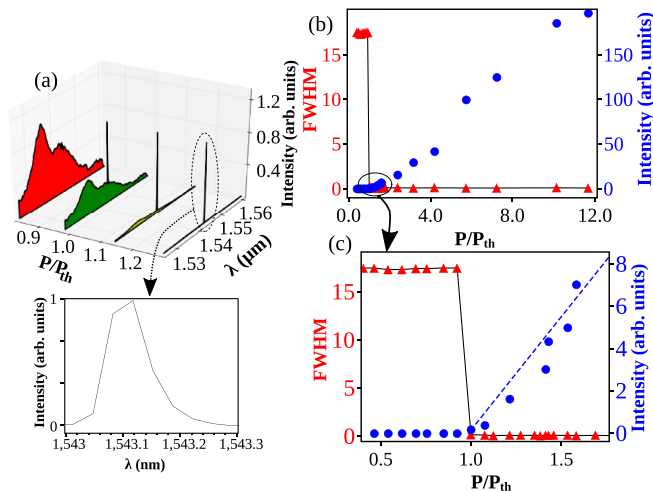 (a)
Intensity (arb. units)
1.2
0.8
0.4
0.9
1.0
1.1
1.2
P/Pth
1.53
1.54
1.55
1.56
λ (μm)
Intensity (arb. units)
1
0
1,543
1,543.1
1,543.2
1,543.3
λ (nm)
(b)
FWHM
15
10
5
0
Intensity (arb. units)
150
100
50
0
0.0
4.0
8.0
12.0
P/Pth
(c)
FWHM
15
10
5
0
Intensity (arb. units)
8
6
4
2
0
0.5
1.0
1.5
P/Pth